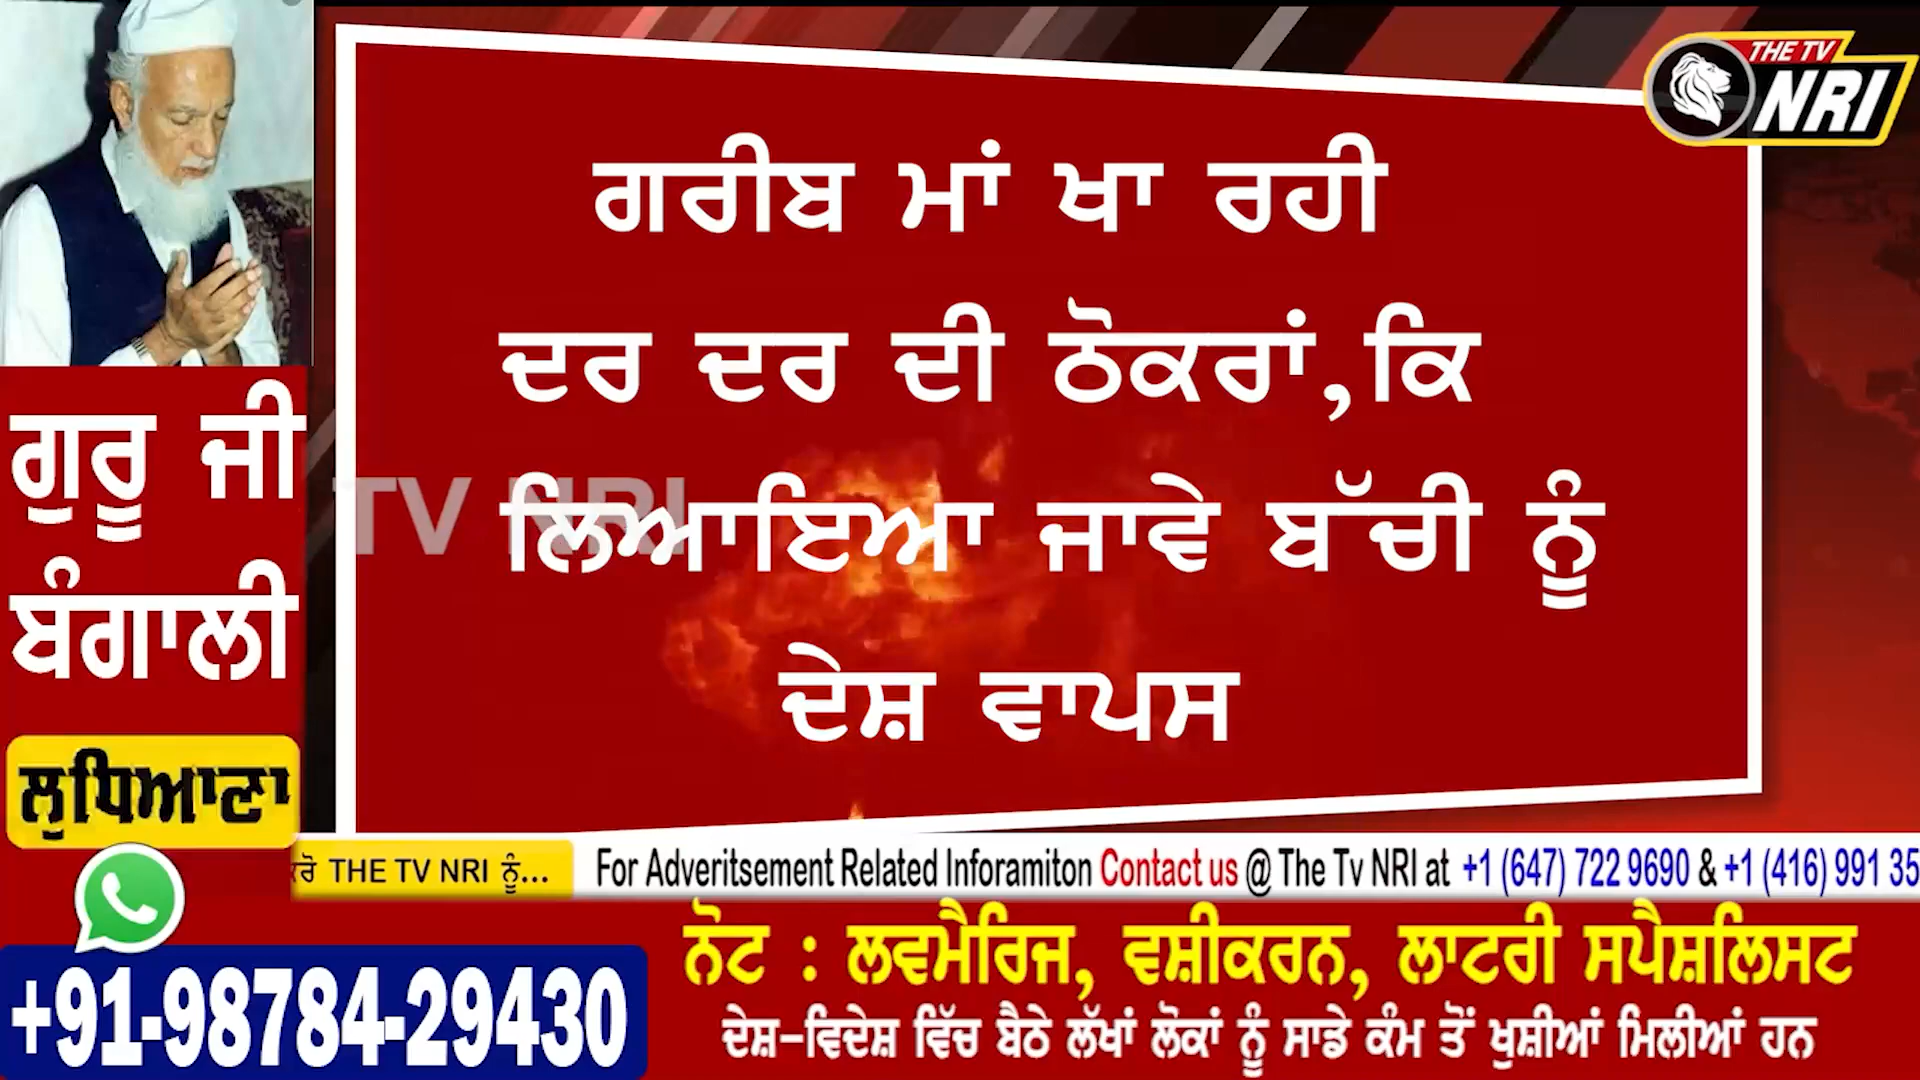 THE TV
NRI
ਗਰੀਬ ਮਾਂ ਖਾ ਰਹੀ
ਦਰ ਦਰ ਦੀ ਠੋਕਰਾਂ,ਕਿ
ਲਿਆਇਆ ਜਾਵੇ ਬੱਚੀ ਨੂੰ
ਦੇਸ਼ ਵਾਪਸ
TV NRI
ਗੁਰੂ ਜੀ
ਬੰਗਾਲੀ
ਲੁਧਿਆਣਾ
+91-98784-29430
ਰੋ THE TV NRI ਨੂੰ...
For Adveritsement Related Inforamiton Contact us @ The Tv NRI at +1 (647) 722 9690 & +1 (416) 991 35
ਨੋਟ : ਲਵਮੈਰਿਜ, ਵਸ਼ੀਕਰਨ, ਲਾਟਰੀ ਸਪੈਸ਼ਲਿਸਟ
ਦੇਸ਼-ਵਿਦੇਸ਼ ਵਿੱਚ ਬੈਠੇ ਲੱਖਾਂ ਲੋਕਾਂ ਨੂੰ ਸਾਡੇ ਕੰਮ ਤੋਂ ਖੁਸ਼ੀਆਂ ਮਿਲੀਆਂ ਹਨ